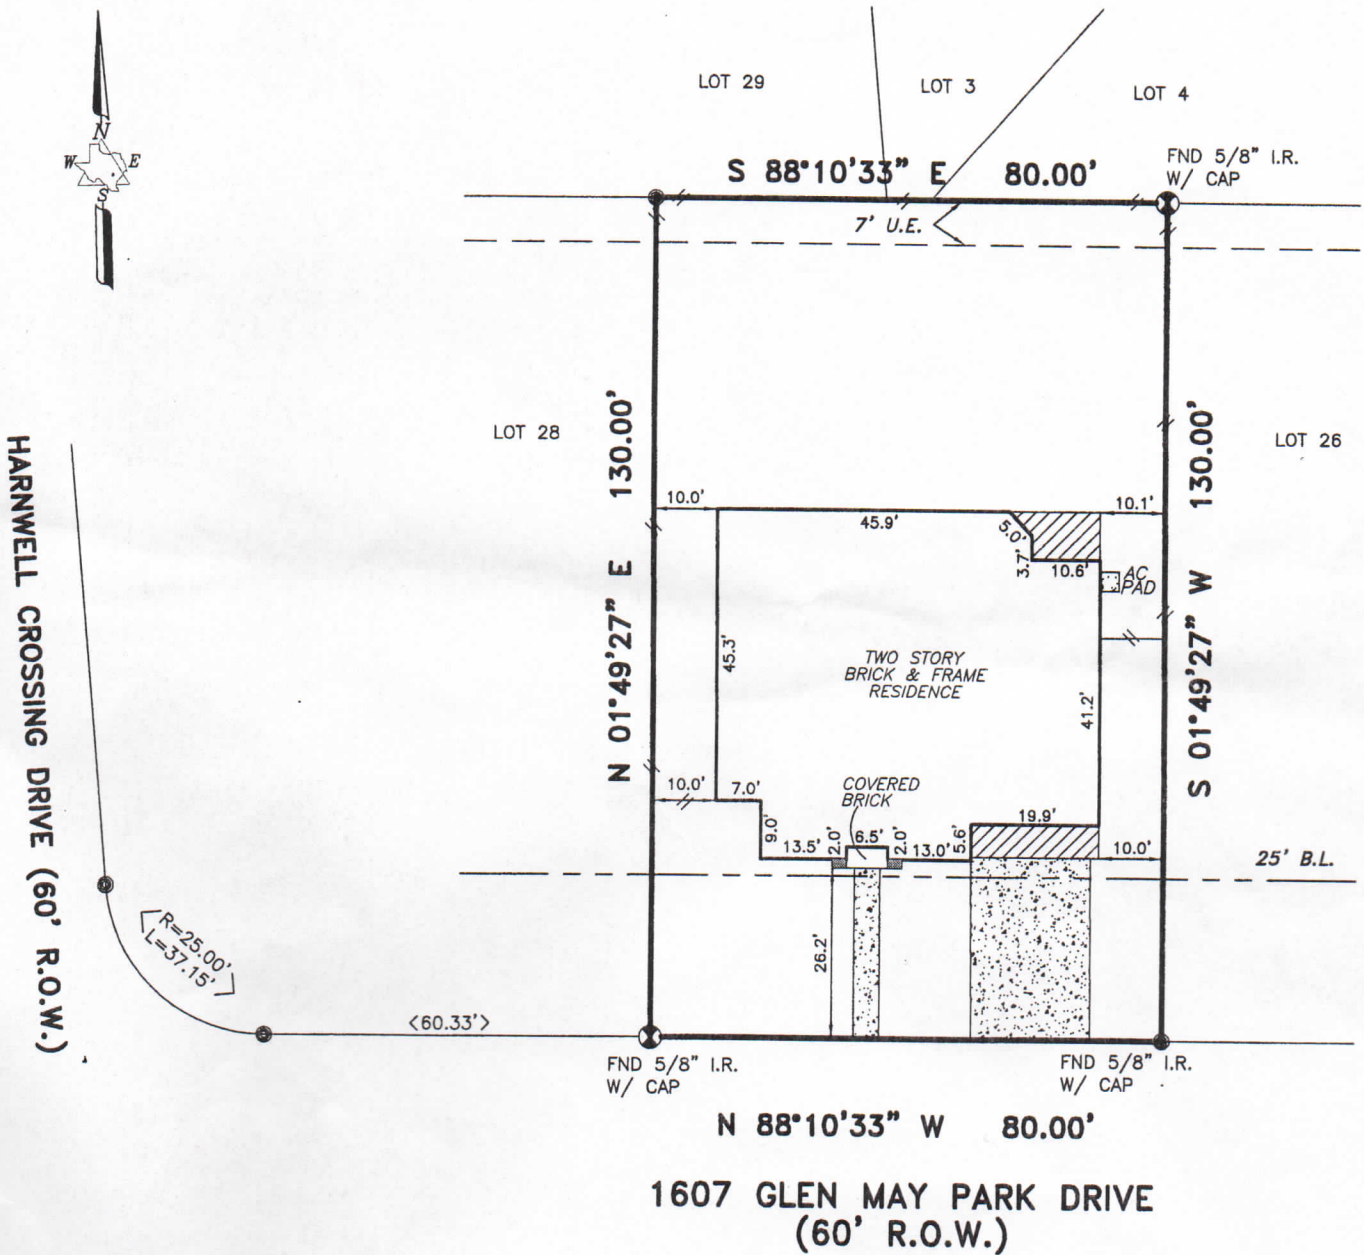 LOT 29
LOT 3
LOT 4
N
W
E
S
S 88°10'33" E 80.00'
FND 5/8" I.R.
W/ CAP
7' U.E.
LOT 28
N 01°49'27" E 130.00'
S 01°49'27" W 130.00'
LOT 26
HARNWELL CROSSING DRIVE (60' R.O.W.)
10.0'
45.9'
5.0'
3.7'
10.6'
10.1'
AC
PAD
45.3'
TWO STORY
BRICK & FRAME
RESIDENCE
41.2'
10.0'
7.0'
9.0'
COVERED
BRICK
13.5'
2.0'
6.5'
2.0'
13.0'
5.6'
19.9'
10.0'
25' B.L.
26.2'
R=25.00'
L=37.15'
<60.33'>
FND 5/8" I.R.
W/ CAP
FND 5/8" I.R.
W/ CAP
N 88°10'33" W 80.00'
1607 GLEN MAY PARK DRIVE
(60' R.O.W.)